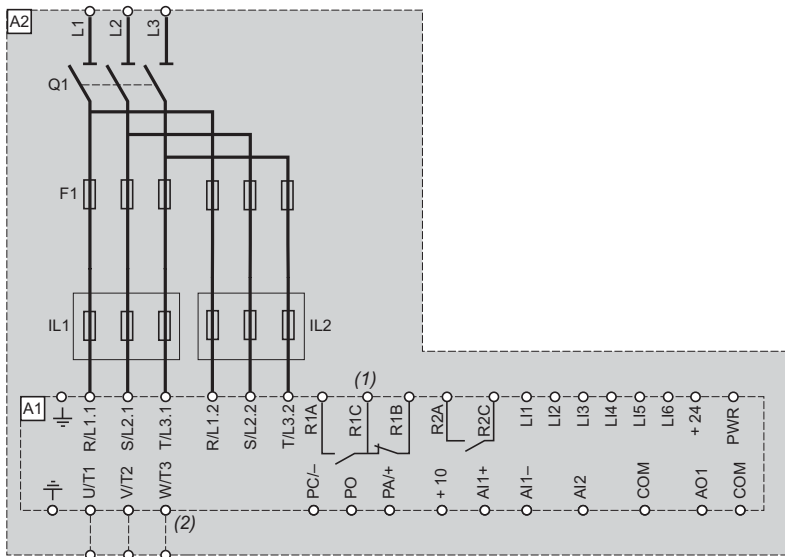 A2
L1 L2 L3
Q1
F1
IL1 IL2
A1
R/L1.1 S/L2.1 T/L3.1 R/L1.2 S/L2.2 T/L3.2 R1A R1C (1) R1B R2A R2C LI1 LI2 LI3 LI4 LI5 LI6 + 24 PWR
U/T1 V/T2 W/T3 PC/– PO PA/+ + 10 AI1+ AI1– AI2 COM AO1 COM
(2)